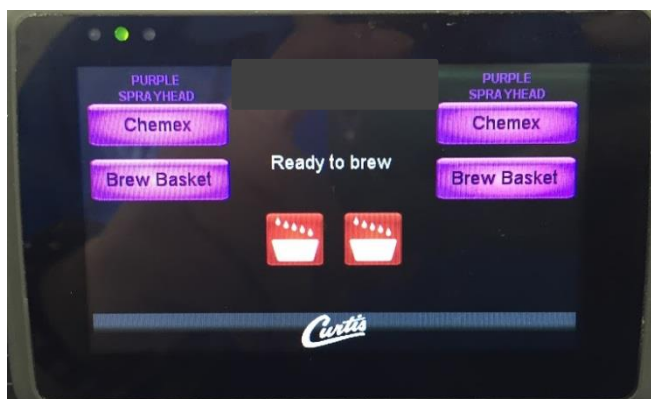 PURPLE
SPRAYHEAD
Chemex
Brew Basket
Ready to brew
PURPLE
SPRAYHEAD
Chemex
Brew Basket
Curtis